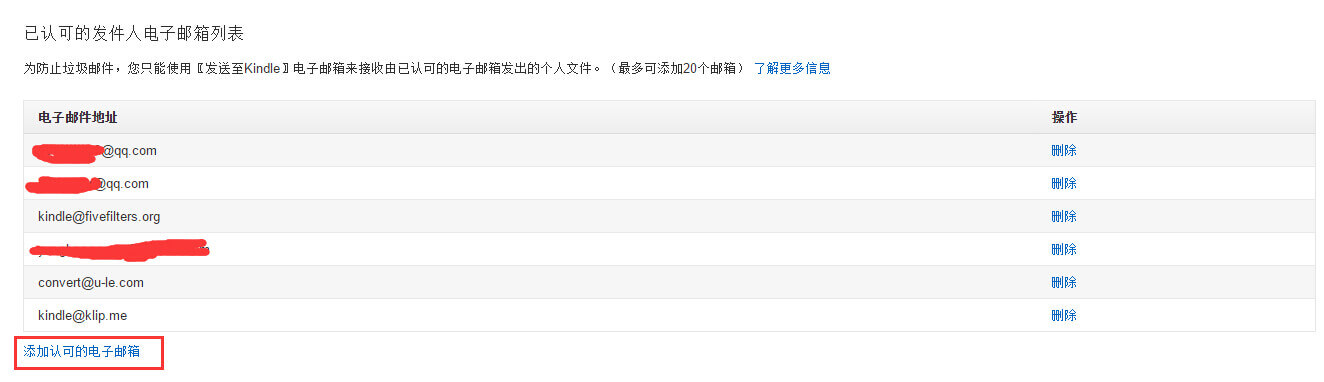 已认可的发件人电子邮箱列表
为防止垃圾邮件，您只能使用〖发送至Kindle〗电子邮箱来接收由已认可的电子邮箱发出的个人文件。（最多可添加20个邮箱） 了解更多信息
电子邮件地址 操作
@qq.com 删除
@qq.com 删除
kindle@fivefilters.org 删除
删除
convert@u-le.com 删除
kindle@klip.me 删除
添加认可的电子邮箱